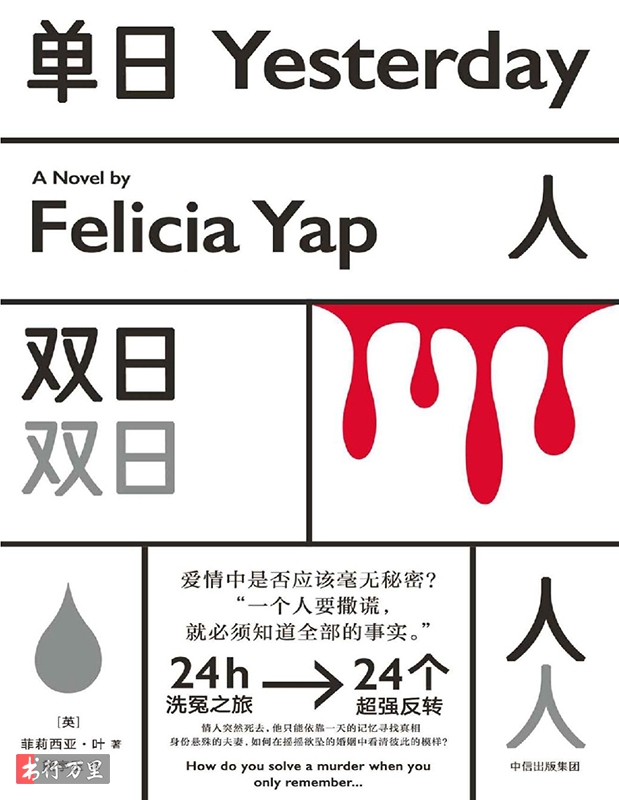 单日 Yesterday
A Novel by
Felicia Yap
人
双日
双日
爱情中是否应该毫无秘密？
“一个人要撒谎，
就必须知道全部的事实。”
24h → 24个
洗冤之旅 超强反转
情人突然死去，他只能依靠一天的记忆寻找真相
身份悬殊的夫妻，如何在摇摇欲坠的婚姻中看清彼此的模样？
How do you solve a murder when you
only remember...
[英]
菲莉西亚·叶 著
书行万里
人
人
中信出版集团